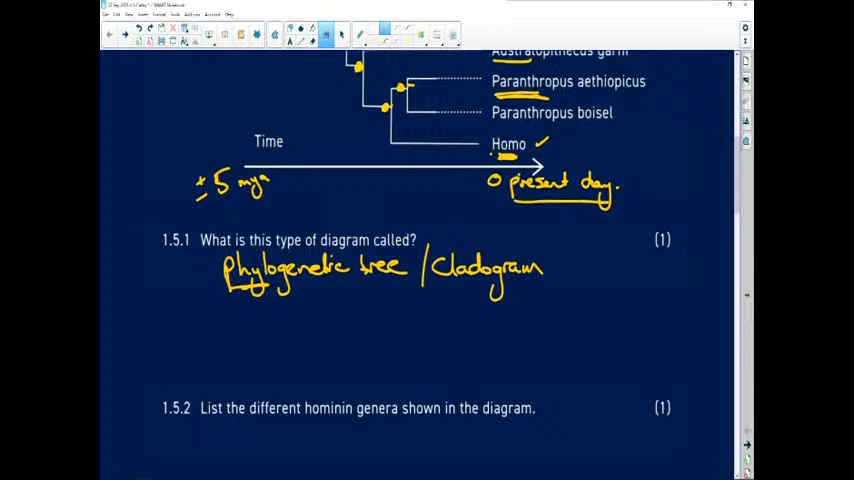 Australopithecus garhi
Paranthropus aethiopicus
Paranthropus boisei
Time
Homo ✓
± 5 mya
0 present day.
1.5.1 What is this type of diagram called? (1)
phylogenetic tree / Cladogram
1.5.2 List the different hominin genera shown in the diagram. (1)